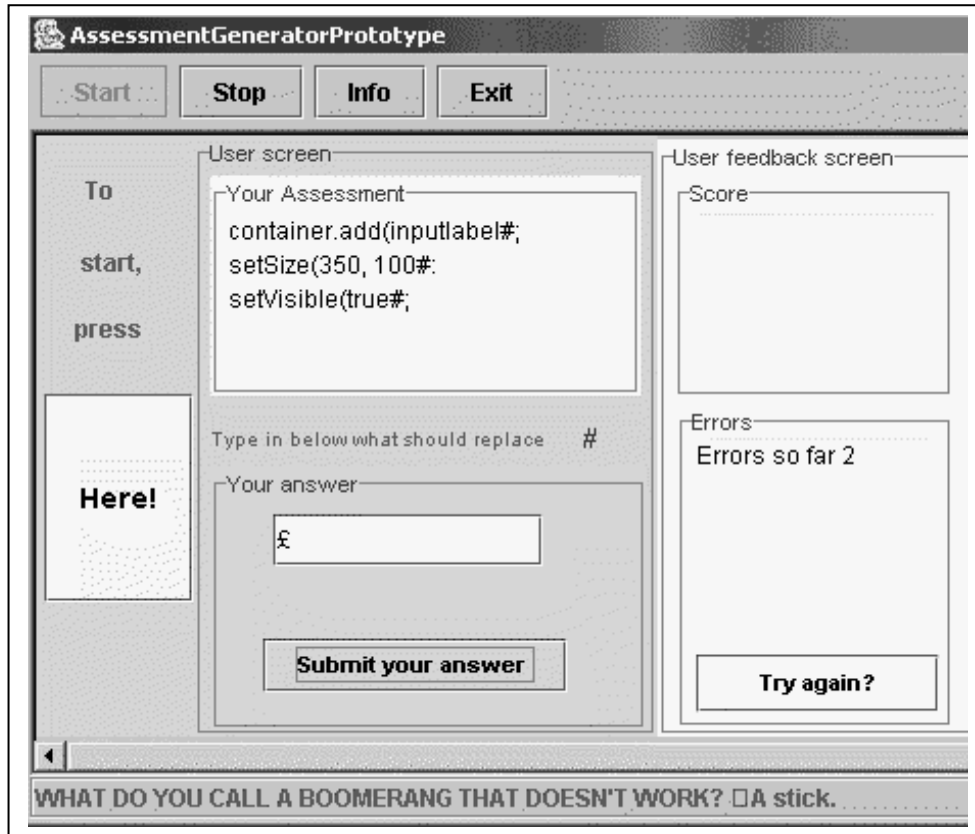 AssessmentGeneratorPrototype
Start Stop Info Exit
To
start,
press
Here!
User screen
Your Assessment
container.add(inputlabel#;
setSize(350, 100#:
setVisible(true#;
Type in below what should replace #
Your answer
£
Submit your answer
User feedback screen
Score
Errors
Errors so far 2
Try again?
WHAT DO YOU CALL A BOOMERANG THAT DOESN'T WORK? □A stick.